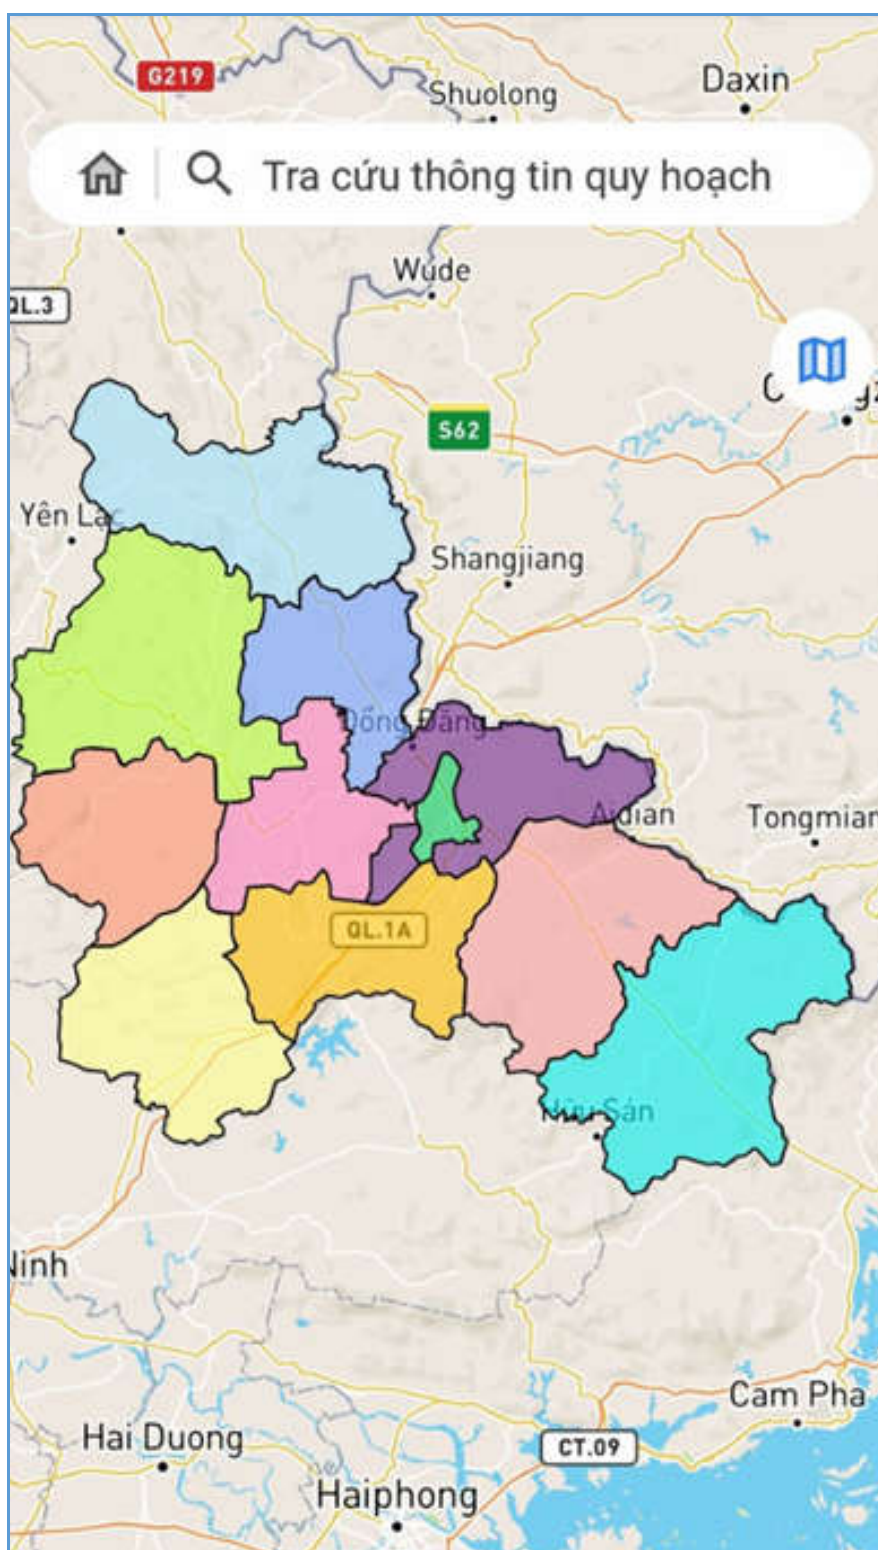 G219
Shuolong
Daxin
Tra cứu thông tin quy hoạch
Wude
QL.3
S62
Yên Lạc
Shangjiang
Đồng Đăng
Aidian
Tongmian
QL.1A
Hữu Sản
Ninh
Cam Pha
Hai Duong
CT.09
Haiphong